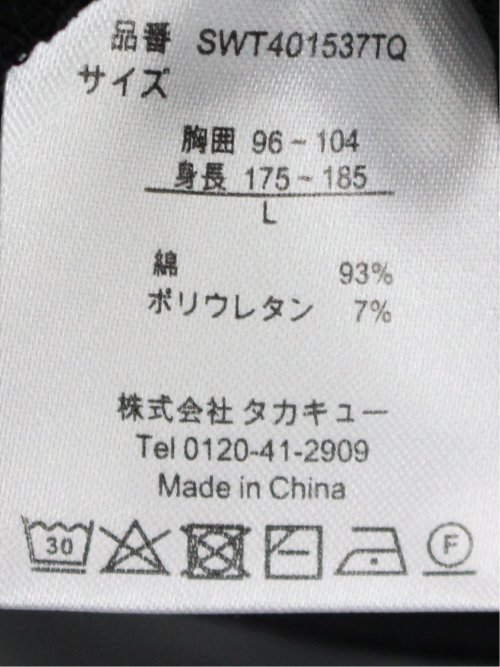 品番 SWT401537TQ
サイズ
胸囲 96-104
身長 175-185
L
綿 93%
ポリウレタン 7%
株式会社 タカキュー
Tel 0120-41-2909
Made in China
30 F